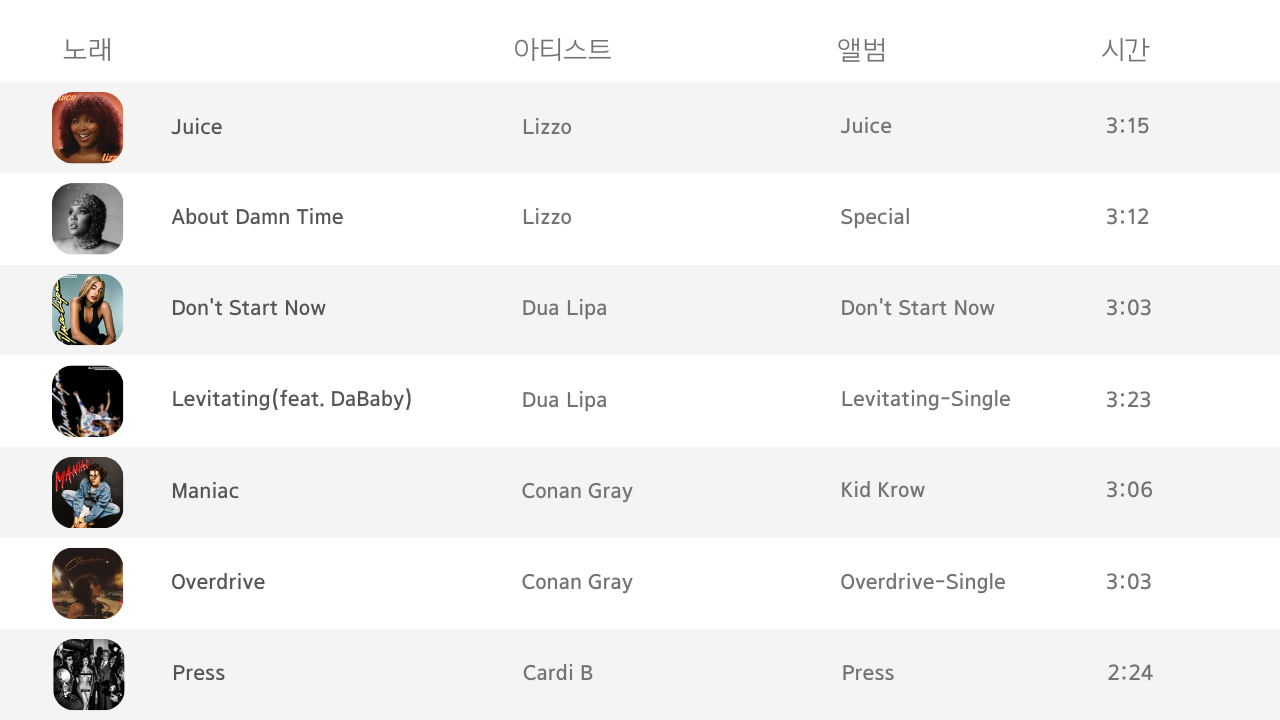 노래 아티스트 앨범 시간
Juice Lizzo Juice 3:15
About Damn Time Lizzo Special 3:12
Don't Start Now Dua Lipa Don't Start Now 3:03
Levitating(feat. DaBaby) Dua Lipa Levitating-Single 3:23
MANIAC
Maniac Conan Gray Kid Krow 3:06
Overdrive Conan Gray Overdrive-Single 3:03
Press Cardi B Press 2:24